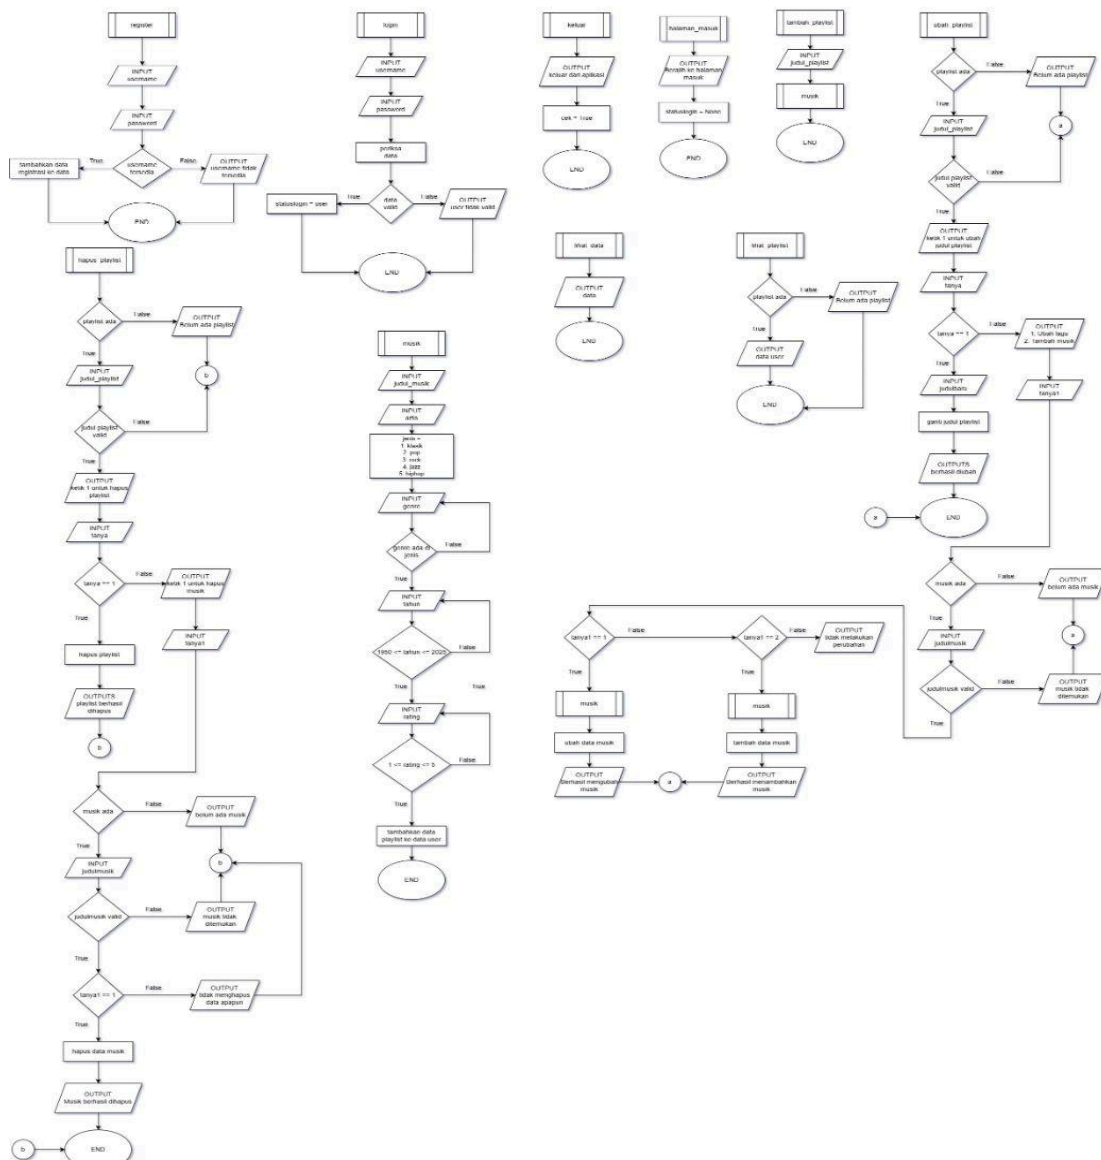 register
INPUT
username
INPUT
password
username
tersedia
True
False
tambahkan data
registrasi ke data
OUTPUT
username tidak
tersedia
END
login
INPUT
username
INPUT
password
periksa
data
data
valid
True
False
statuslogin = user
OUTPUT
user tidak valid
END
keluar
OUTPUT
keluar dari aplikasi
cek = True
END
halaman_masuk
OUTPUT
Beralih ke halaman
masuk
statuslogin = None
END
tambah_playlist
INPUT
judul_playlist
musik
END
ubah_playlist
playlist ada
False
OUTPUT
Belum ada playlist
a
True
INPUT
judul_playlist
judul playlist
valid
False
True
OUTPUT
ketik 1 untuk ubah
judul playlist
INPUT
tanya
tanya == 1
False
OUTPUT
1. Ubah lagu
2. Tambah musik
INPUT
tanya1
True
INPUT
judulbaru
ganti judul playlist
OUTPUTS
berhasil diubah
a
END
musik ada
False
OUTPUT
belum ada musik
a
True
INPUT
judulmusik
judulmusik valid
False
OUTPUT
musik tidak
ditemukan
True
tanya1 == 1
False
tanya1 == 2
False
OUTPUT
tidak melakukan
perubahan
True
True
musik
musik
ubah data musik
tambah data musik
OUTPUT
Berhasil mengubah
musik
a
OUTPUT
Berhasil menambahkan
musik
lihat_data
OUTPUT
data
END
lihat_playlist
playlist ada
False
OUTPUT
Belum ada playlist
True
OUTPUT
data user
END
hapus_playlist
playlist ada
False
OUTPUT
Belum ada playlist
b
True
INPUT
judul_playlist
judul playlist
valid
False
True
OUTPUT
ketik 1 untuk hapus
playlist
INPUT
tanya
tanya == 1
False
OUTPUT
ketik 1 untuk hapus
musik
INPUT
tanya1
True
hapus playlist
OUTPUTS
playlist berhasil
dihapus
b
musik ada
False
OUTPUT
belum ada musik
b
True
INPUT
judulmusik
judulmusik valid
False
OUTPUT
musik tidak
ditemukan
True
tanya1 == 1
False
OUTPUT
tidak menghapus
data apapun
True
hapus data musik
OUTPUT
Musik berhasil dihapus
b
END
musik
INPUT
judul_musik
INPUT
artis
jenis =
1. klasik
2. pop
3. rock
4. jazz
5. hiphop
INPUT
genre
genre ada di
jenis
False
True
INPUT
tahun
1950 <= tahun <= 2025
False
True
True
INPUT
rating
1 <= rating <= 5
False
True
tambahkan data
playlist ke data user
END